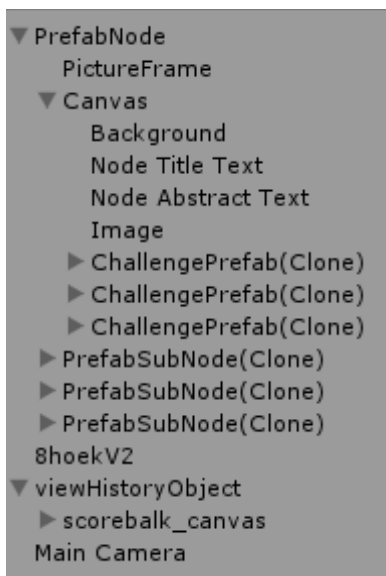 PrefabNode
PictureFrame
Canvas
Background
Node Title Text
Node Abstract Text
Image
ChallengePrefab(Clone)
ChallengePrefab(Clone)
ChallengePrefab(Clone)
PrefabSubNode(Clone)
PrefabSubNode(Clone)
PrefabSubNode(Clone)
8hoekV2
viewHistoryObject
scorebalk_canvas
Main Camera